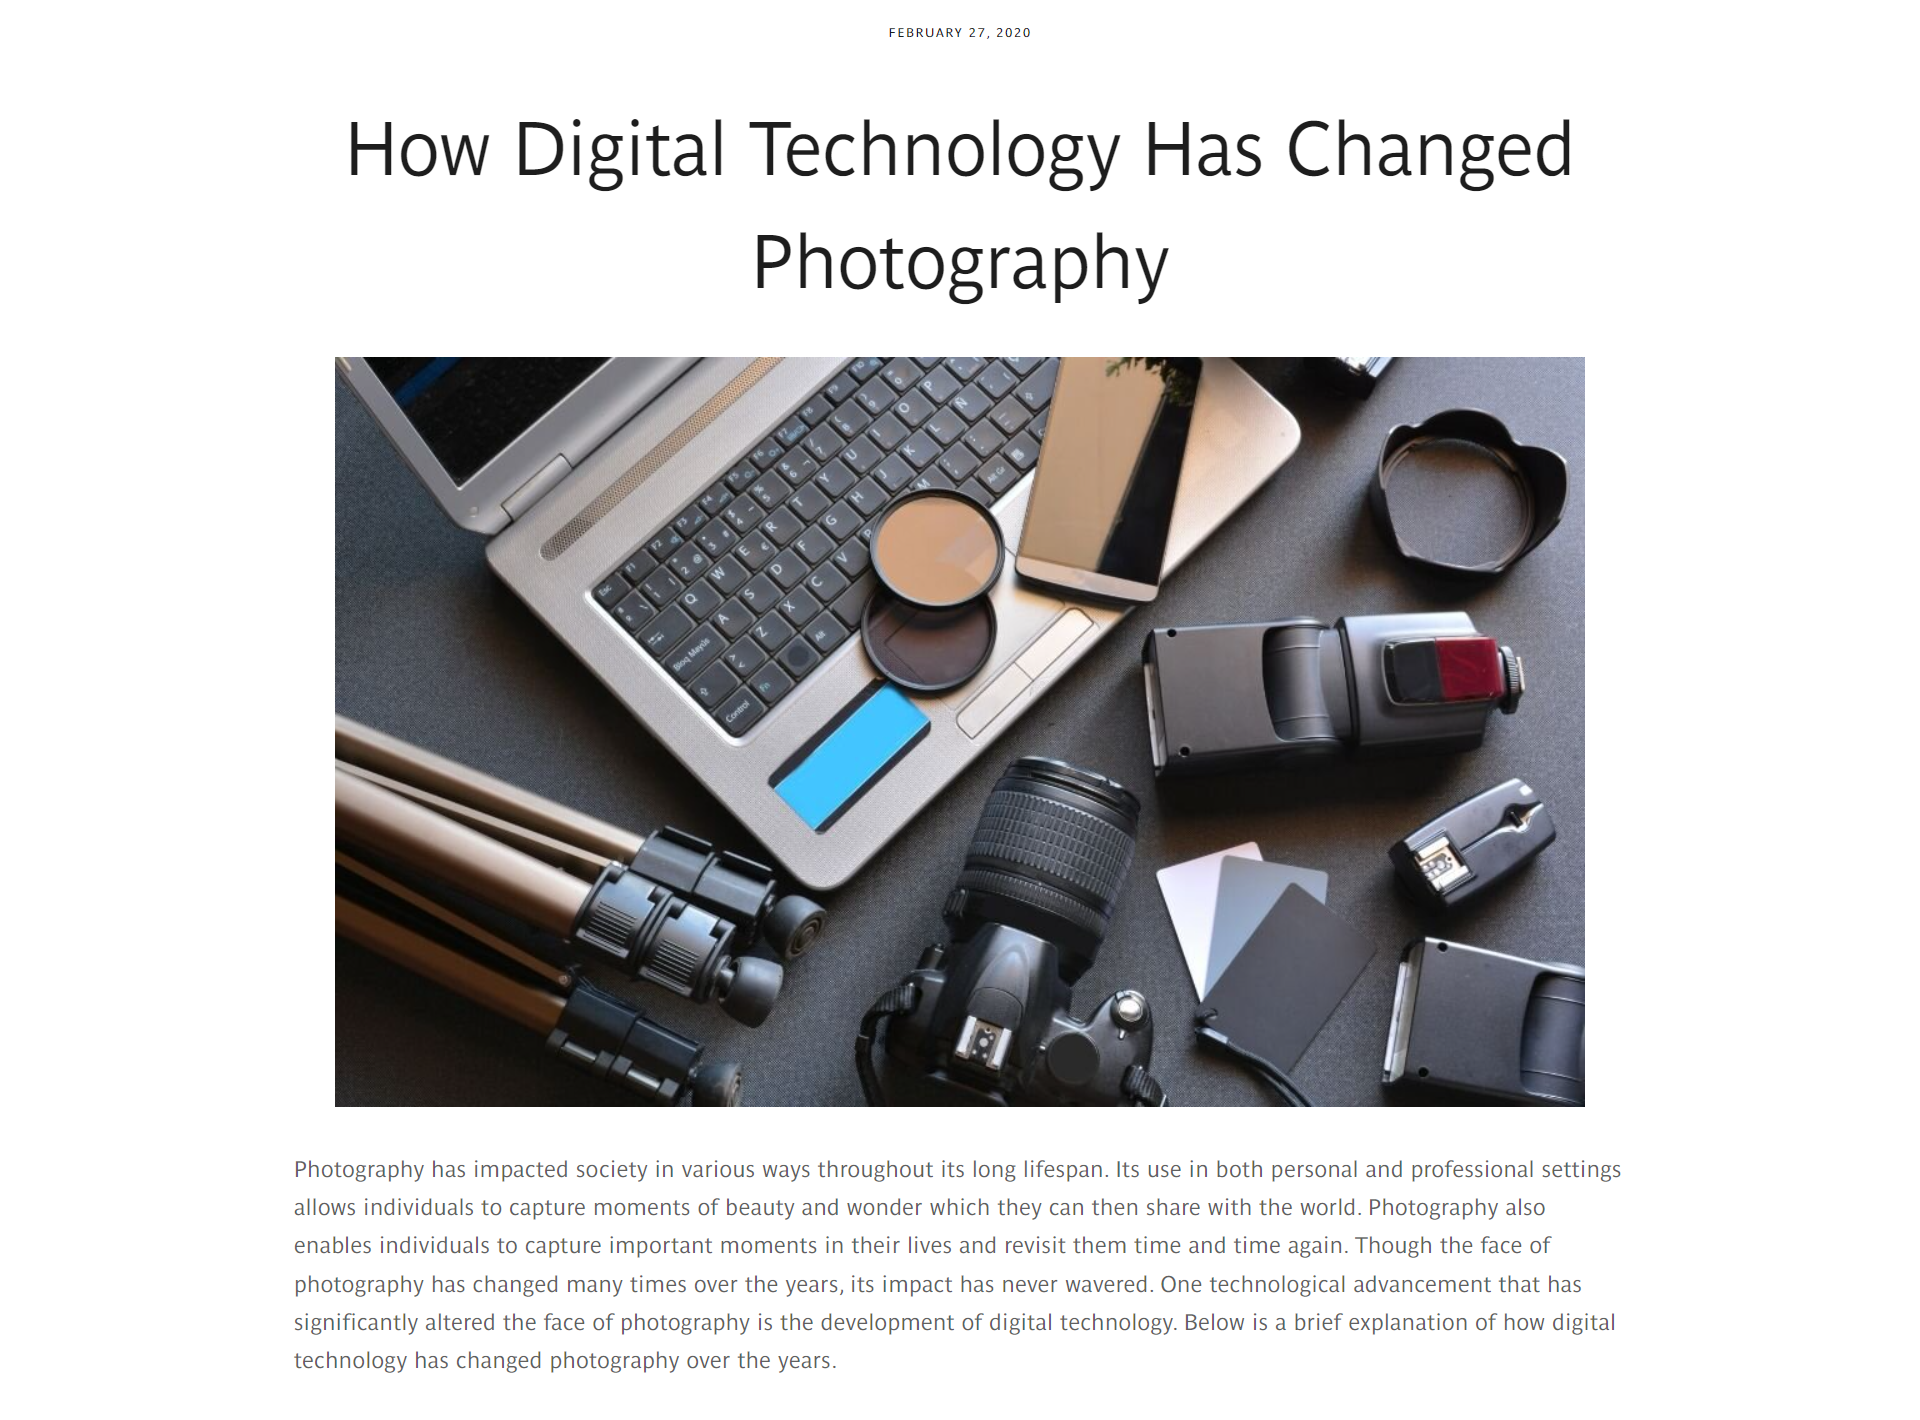 FEBRUARY 27, 2020
How Digital Technology Has Changed
Photography
Photography has impacted society in various ways throughout its long lifespan. Its use in both personal and professional settings
allows individuals to capture moments of beauty and wonder which they can then share with the world. Photography also
enables individuals to capture important moments in their lives and revisit them time and time again. Though the face of
photography has changed many times over the years, its impact has never wavered. One technological advancement that has
significantly altered the face of photography is the development of digital technology. Below is a brief explanation of how digital
technology has changed photography over the years.